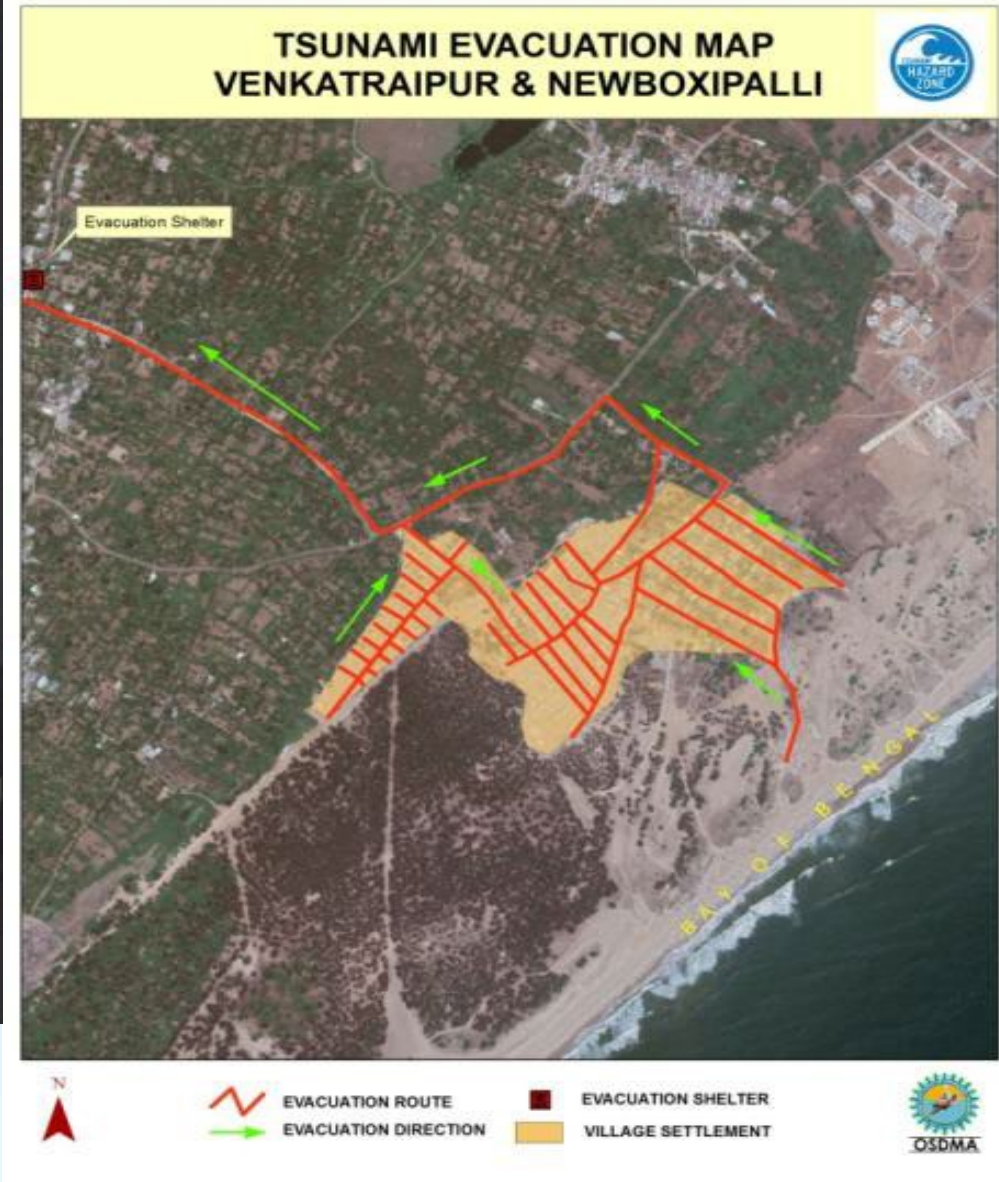 TSUNAMI EVACUATION MAP
VENKATRAIPUR & NEWBOXIPALLI
TSUNAMI
HAZARD
ZONE
Evacuation Shelter
BAY OF BENGAL
N
EVACUATION ROUTE
EVACUATION SHELTER
EVACUATION DIRECTION
VILLAGE SETTLEMENT
OSDMA